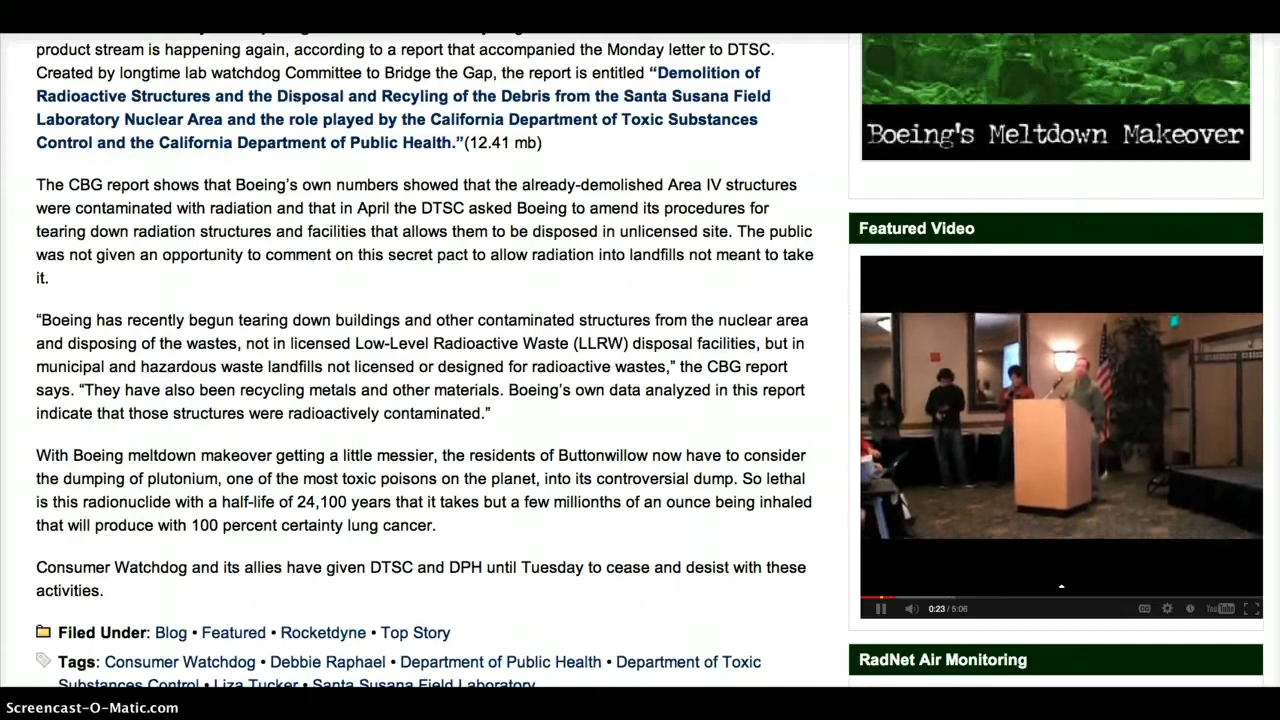 product stream is happening again, according to a report that accompanied the Monday letter to DTSC.
Created by longtime lab watchdog Committee to Bridge the Gap, the report is entitled “Demolition of
Radioactive Structures and the Disposal and Recyling of the Debris from the Santa Susana Field
Laboratory Nuclear Area and the role played by the California Department of Toxic Substances
Control and the California Department of Public Health.”(12.41 mb)
The CBG report shows that Boeing’s own numbers showed that the already-demolished Area IV structures
were contaminated with radiation and that in April the DTSC asked Boeing to amend its procedures for
tearing down radiation structures and facilities that allows them to be disposed in unlicensed site. The public
was not given an opportunity to comment on this secret pact to allow radiation into landfills not meant to take
it.
“Boeing has recently begun tearing down buildings and other contaminated structures from the nuclear area
and disposing of the wastes, not in licensed Low-Level Radioactive Waste (LLRW) disposal facilities, but in
municipal and hazardous waste landfills not licensed or designed for radioactive wastes,” the CBG report
says. “They have also been recycling metals and other materials. Boeing’s own data analyzed in this report
indicate that those structures were radioactively contaminated.”
With Boeing meltdown makeover getting a little messier, the residents of Buttonwillow now have to consider
the dumping of plutonium, one of the most toxic poisons on the planet, into its controversial dump. So lethal
is this radionuclide with a half-life of 24,100 years that it takes but a few millionths of an ounce being inhaled
that will produce with 100 percent certainty lung cancer.
Consumer Watchdog and its allies have given DTSC and DPH until Tuesday to cease and desist with these
activities.
Filed Under: Blog • Featured • Rocketdyne • Top Story
Tags: Consumer Watchdog • Debbie Raphael • Department of Public Health • Department of Toxic
Substances Control • Liza Tucker • Santa Susana Field Laboratory
Boeing's Meltdown Makeover
Featured Video
0:23 / 5:06
CC
YouTube
RadNet Air Monitoring
Screencast-O-Matic.com